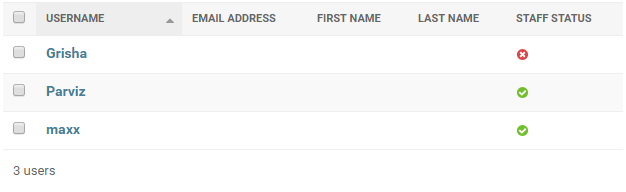 USERNAME EMAIL ADDRESS FIRST NAME LAST NAME STAFF STATUS
Grisha
Parviz
maxx
3 users